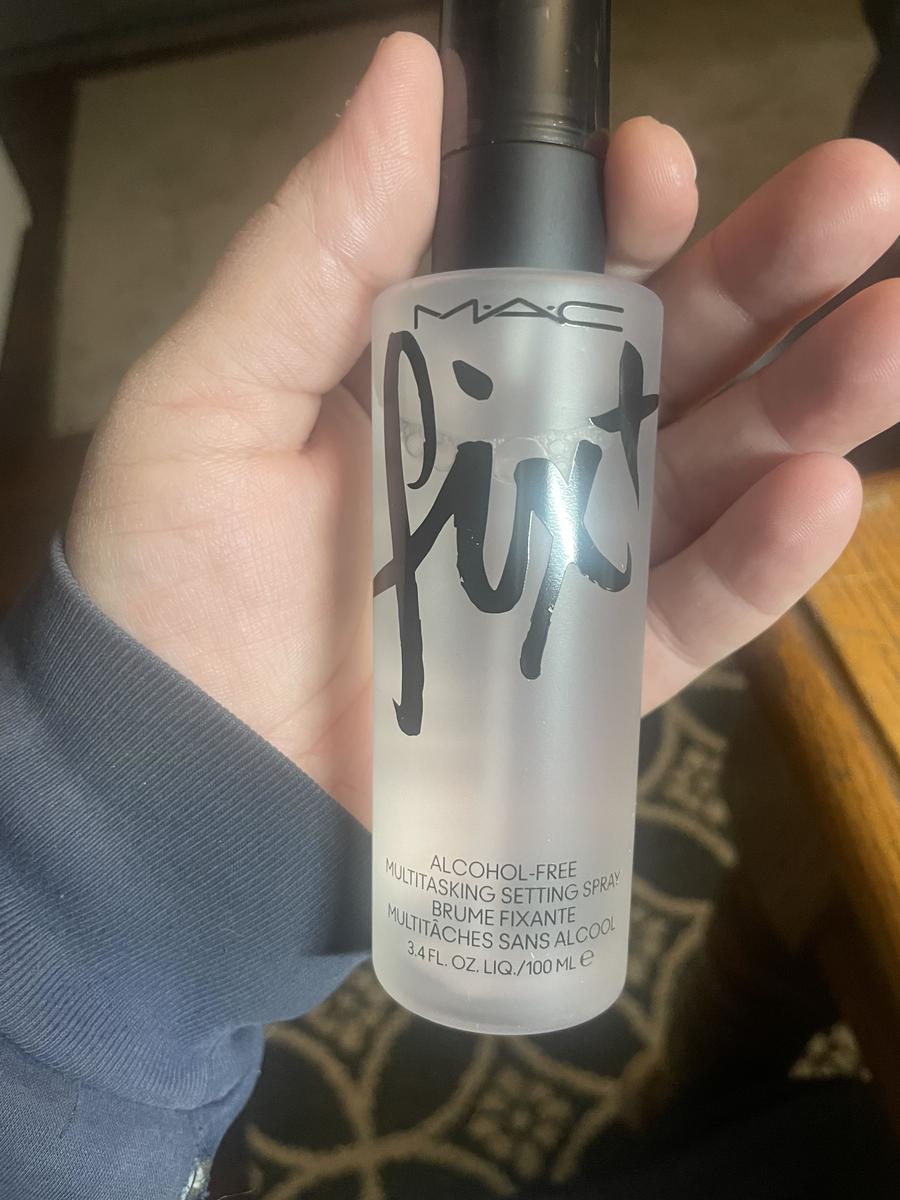 M·A·C
fix+
ALCOHOL-FREE
MULTITASKING SETTING SPRAY
BRUME FIXANTE
MULTITÂCHES SANS ALCOOL
3.4 FL. OZ. LIQ./100 ML ℮